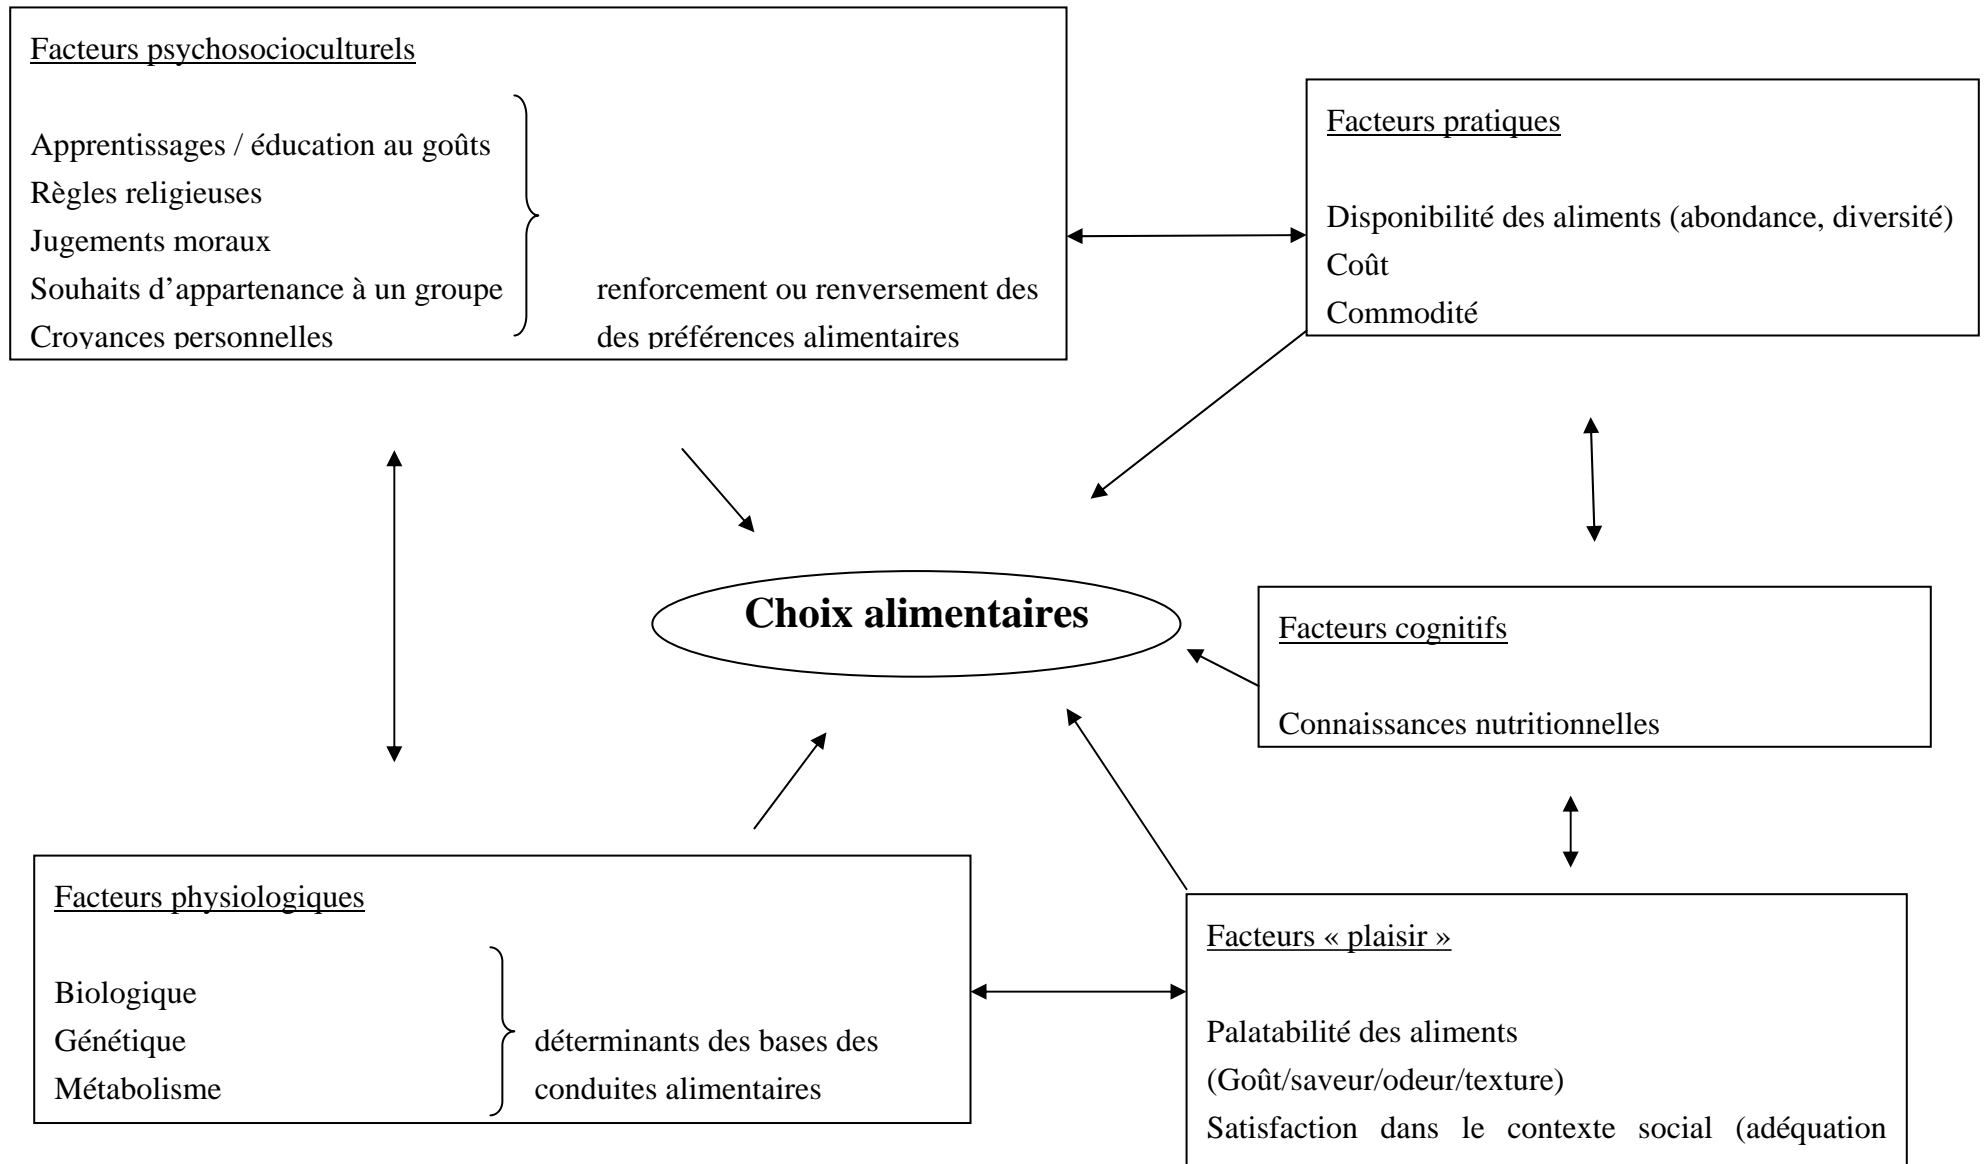 Facteurs psychosocioculturels
Apprentissages / éducation au goûts
Règles religieuses
Jugements moraux
Souhaits d’appartenance à un groupe
Croyances personnelles
renforcement ou renversement des
des préférences alimentaires
Facteurs pratiques
Disponibilité des aliments (abondance, diversité)
Coût
Commodité
Choix alimentaires
Facteurs cognitifs
Connaissances nutritionnelles
Facteurs physiologiques
Biologique
Génétique
Métabolisme
déterminants des bases des
conduites alimentaires
Facteurs « plaisir »
Palatabilité des aliments
(Goût/saveur/odeur/texture)
Satisfaction dans le contexte social (adéquation